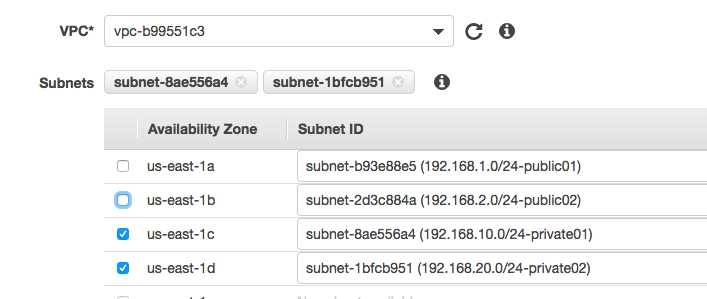 VPC* vpc-b99551c3
Subnets subnet-8ae556a4 subnet-1bfcb951
Availability Zone Subnet ID
us-east-1a subnet-b93e88e5 (192.168.1.0/24-public01)
us-east-1b subnet-2d3c884a (192.168.2.0/24-public02)
us-east-1c subnet-8ae556a4 (192.168.10.0/24-private01)
us-east-1d subnet-1bfcb951 (192.168.20.0/24-private02)